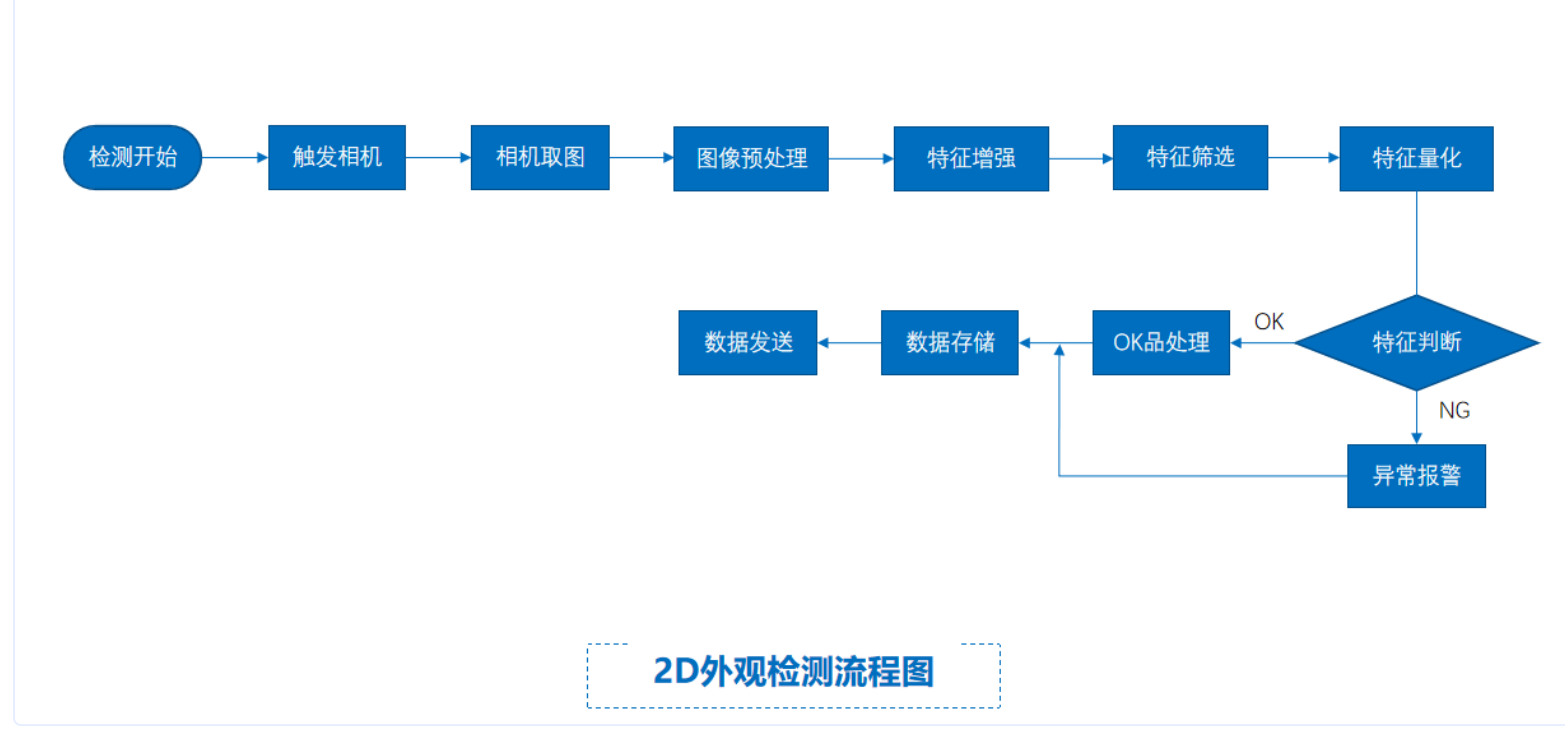 检测开始
触发相机
相机取图
图像预处理
特征增强
特征筛选
特征量化
数据发送
数据存储
OK品处理
OK
特征判断
NG
异常报警
2D外观检测流程图